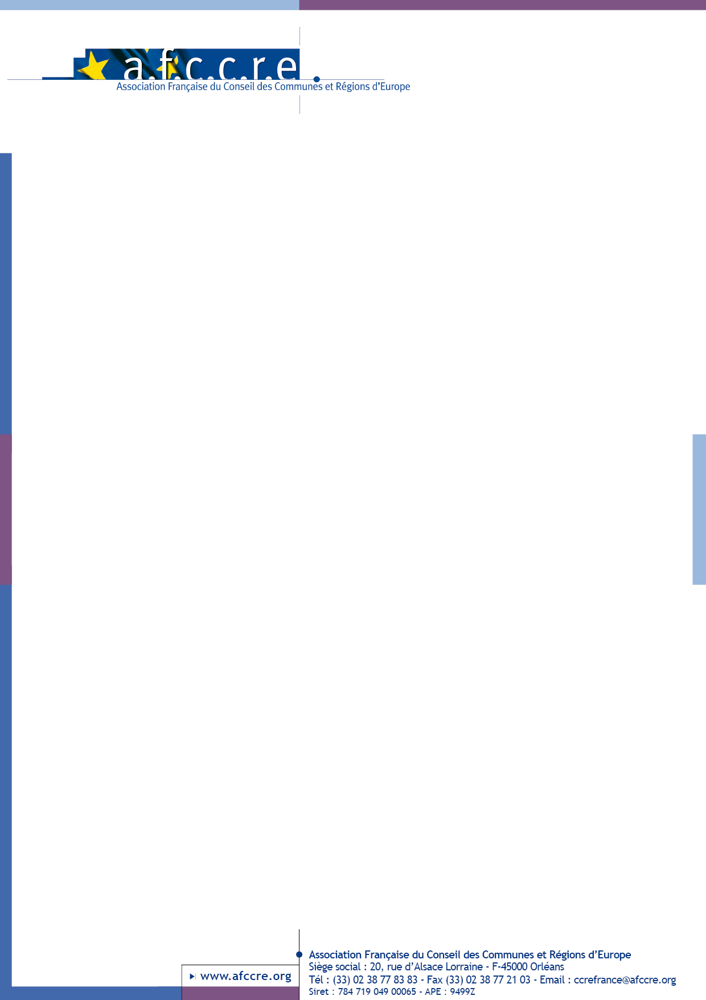 a.f.c.c.r.e
Association Française du Conseil des Communes et Régions d'Europe
www.afccre.org
Association Française du Conseil des Communes et Régions d'Europe
Siège social : 20, rue d'Alsace Lorraine - F-45000 Orléans
Tél : (33) 02 38 77 83 83 - Fax (33) 02 38 77 21 03 - Email : ccrefrance@afccre.org
Siret : 784 719 049 00065 - APE : 9499Z